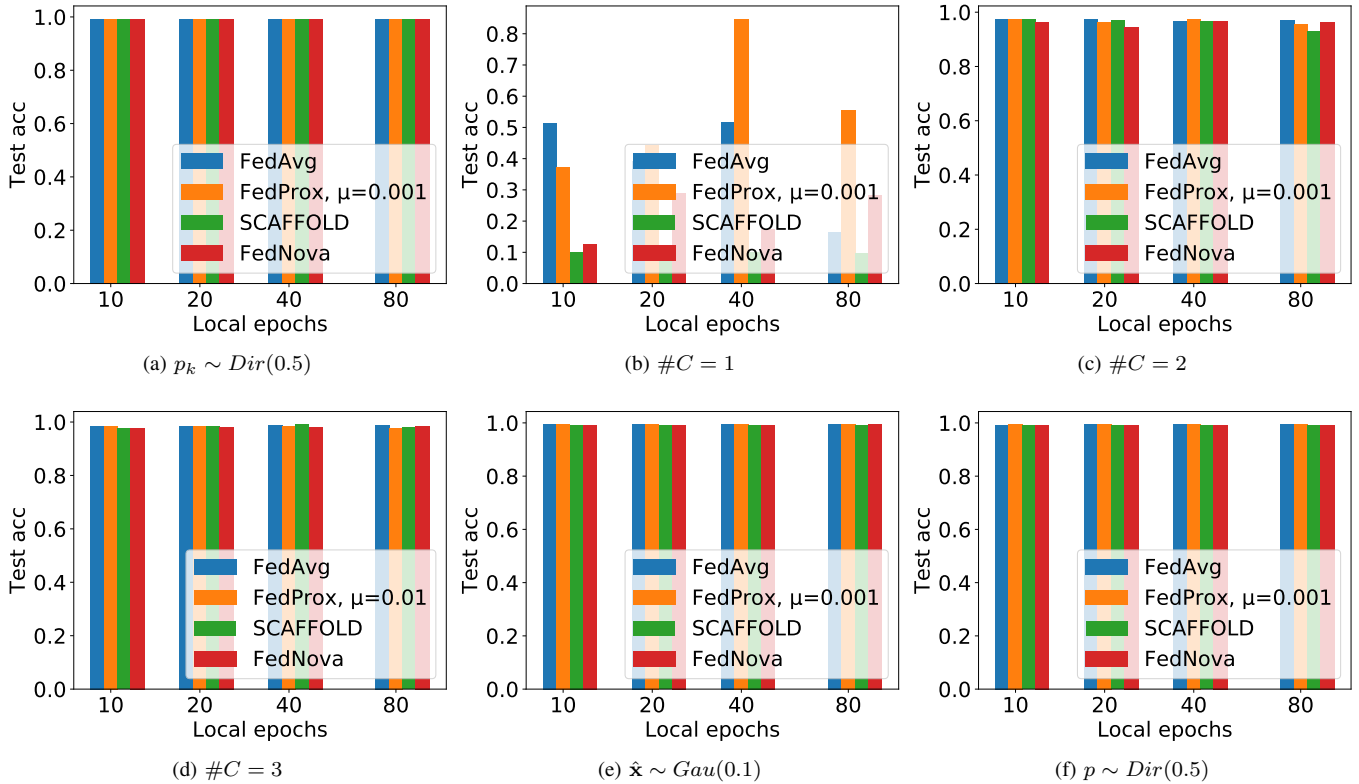 1.0
0.8
0.6
0.4
0.2
0.0
Test acc
FedAvg
FedProx, μ=0.001
SCAFFOLD
FedNova
10 20 40 80
Local epochs
(a) p_k ∼ Dir(0.5)
0.8
0.7
0.6
0.5
0.4
0.3
0.2
0.1
0.0
Test acc
FedAvg
FedProx, μ=0.001
SCAFFOLD
FedNova
10 20 40 80
Local epochs
(b) #C = 1
1.0
0.8
0.6
0.4
0.2
0.0
Test acc
FedAvg
FedProx, μ=0.001
SCAFFOLD
FedNova
10 20 40 80
Local epochs
(c) #C = 2
1.0
0.8
0.6
0.4
0.2
0.0
Test acc
FedAvg
FedProx, μ=0.01
SCAFFOLD
FedNova
10 20 40 80
Local epochs
(d) #C = 3
1.0
0.8
0.6
0.4
0.2
0.0
Test acc
FedAvg
FedProx, μ=0.001
SCAFFOLD
FedNova
10 20 40 80
Local epochs
(e) x̂ ∼ Gau(0.1)
1.0
0.8
0.6
0.4
0.2
0.0
Test acc
FedAvg
FedProx, μ=0.001
SCAFFOLD
FedNova
10 20 40 80
Local epochs
(f) p ∼ Dir(0.5)